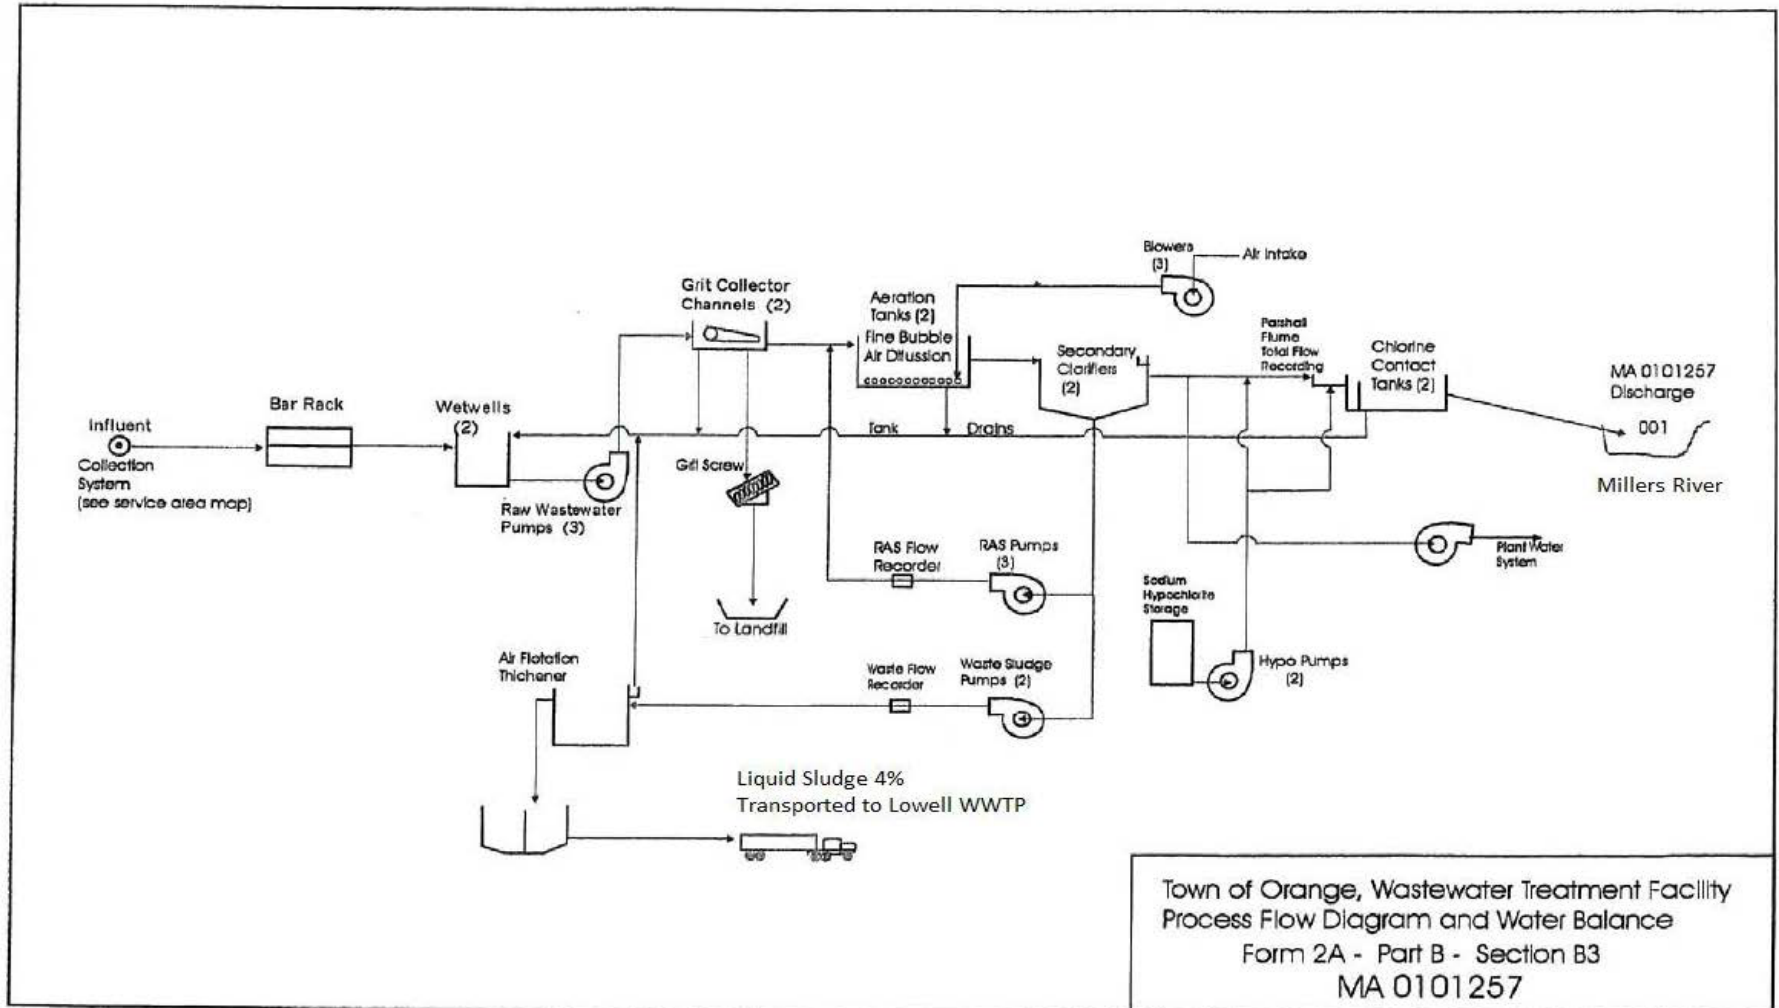 Influent
Collection
System
(see service area map)
Bar Rack
Wetwells
(2)
Raw Wastewater
Pumps (3)
Grit Collector
Channels (2)
Grit Screw
To Landfill
Aeration
Tanks (2)
Fine Bubble
Air Difussion
Tank Drains
Blowers
(3)
Air Intake
Secondary
Clarifiers
(2)
Parshall
Flume
Total Flow
Recording
Chlorine
Contact
Tanks (2)
MA 0101257
Discharge
001
Millers River
RAS Flow
Recorder
RAS Pumps
(3)
Plant Water
System
Sodium
Hypochlorite
Storage
Hypo Pumps
(2)
Air Flotation
Thichener
Waste Flow
Recorder
Waste Sludge
Pumps (2)
Liquid Sludge 4%
Transported to Lowell WWTP
Town of Orange, Wastewater Treatment Facility
Process Flow Diagram and Water Balance
Form 2A - Part B - Section B3
MA 0101257